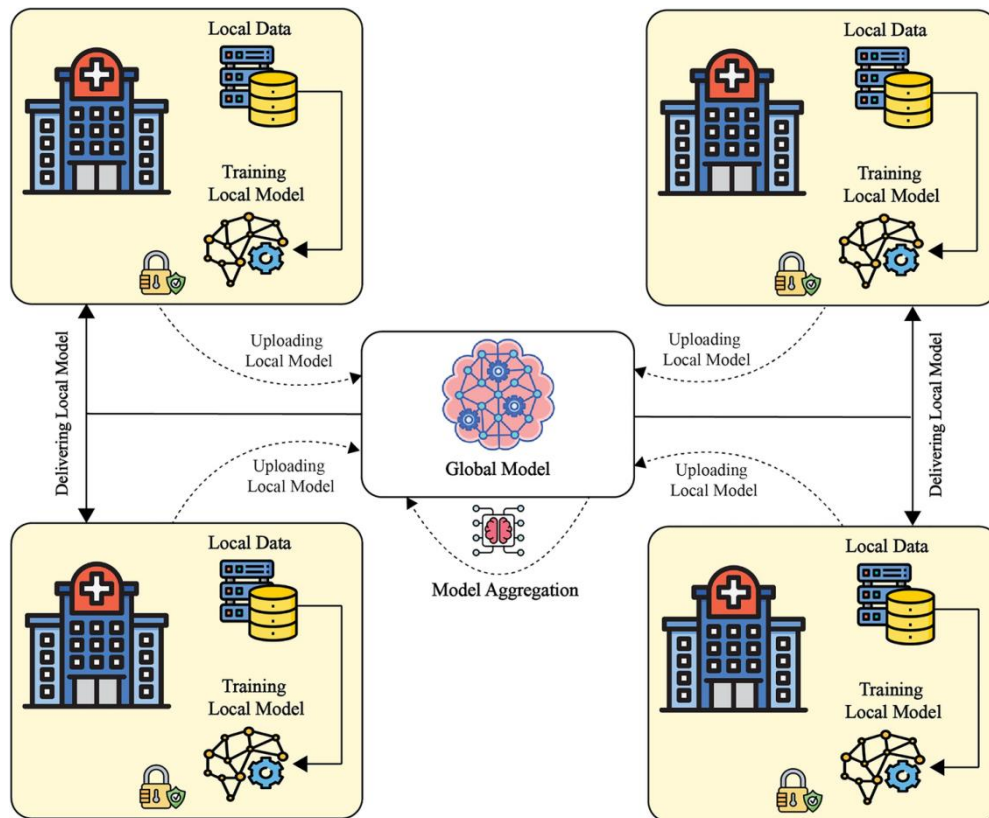 Local Data
Training
Local Model
Local Data
Training
Local Model
Delivering Local Model
Uploading
Local Model
Uploading
Local Model
Global Model
Uploading
Local Model
Uploading
Local Model
Delivering Local Model
Model Aggregation
Local Data
Training
Local Model
Local Data
Training
Local Model